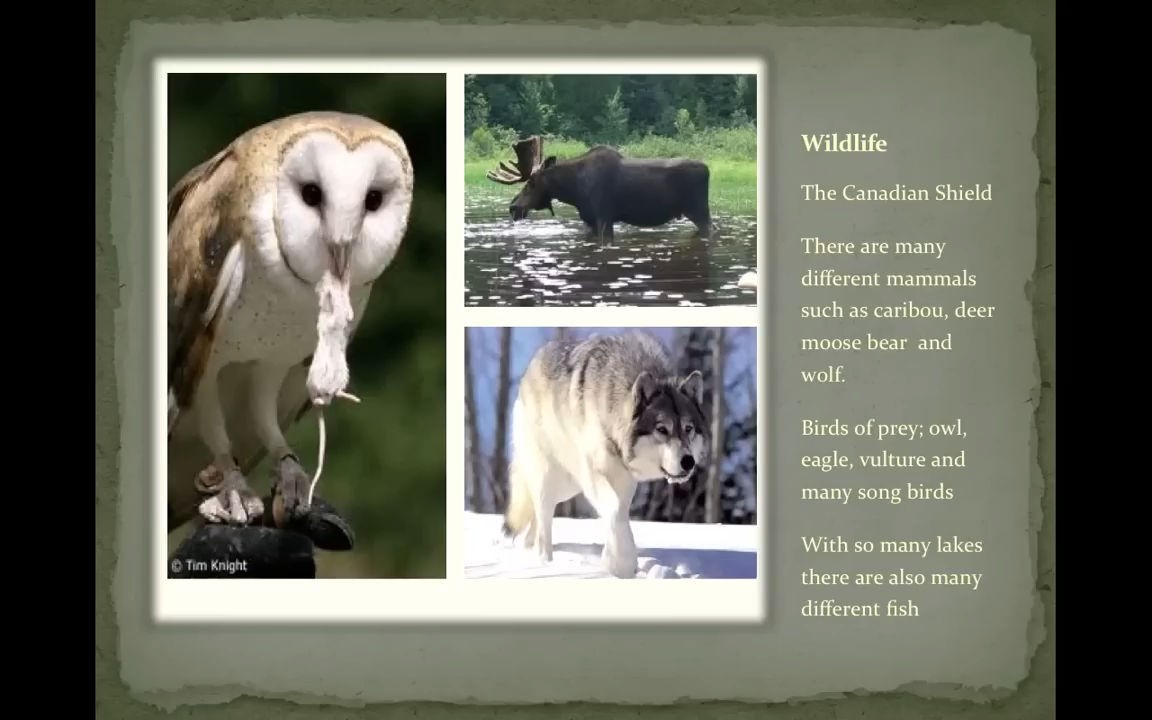 Wildlife
The Canadian Shield
There are many
different mammals
such as caribou, deer
moose bear  and
wolf.
Birds of prey; owl,
eagle, vulture and
many song birds
With so many lakes
there are also many
different fish
© Tim Knight